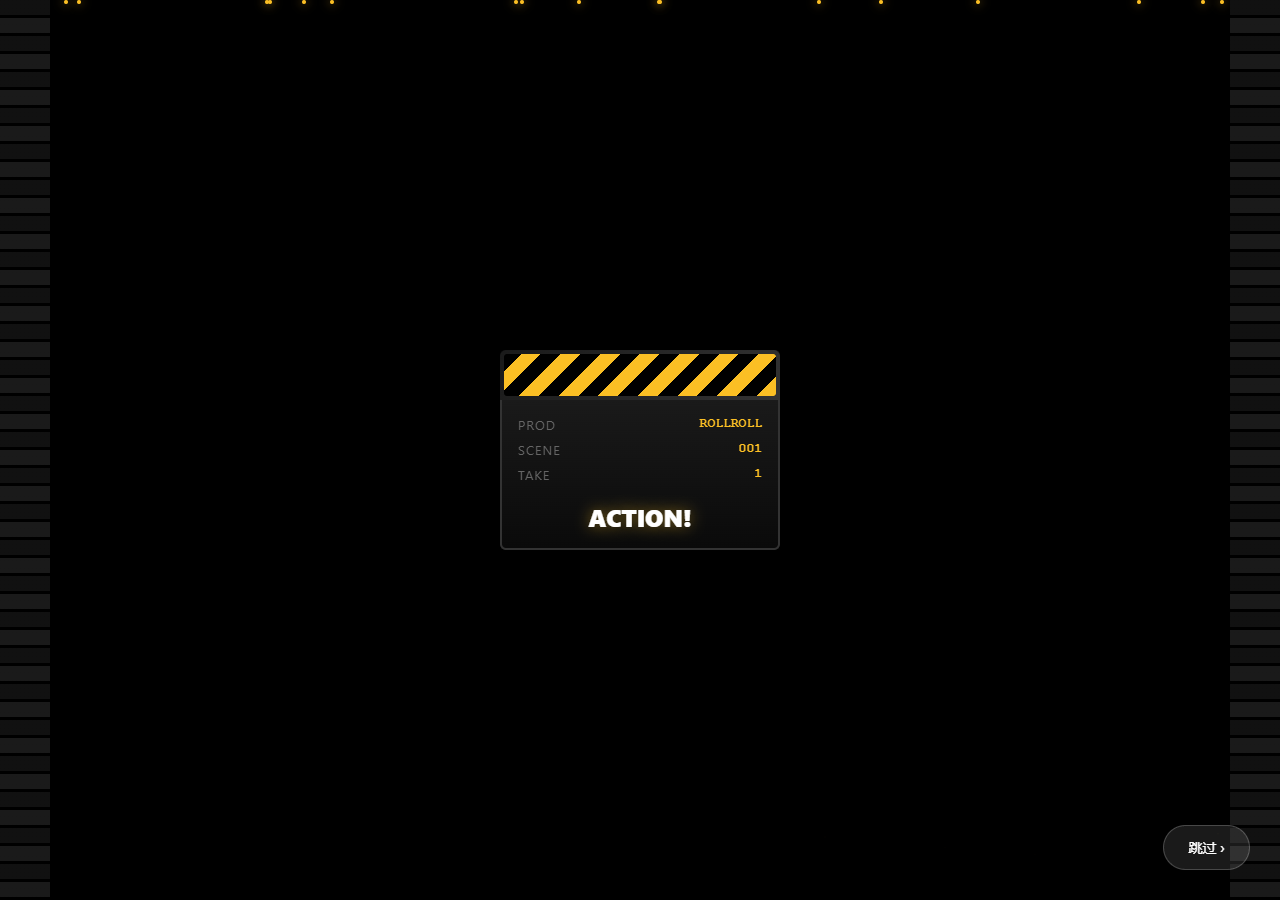 PROD ROLLROLL
SCENE 001
TAKE 1
ACTION!
跳过 ›